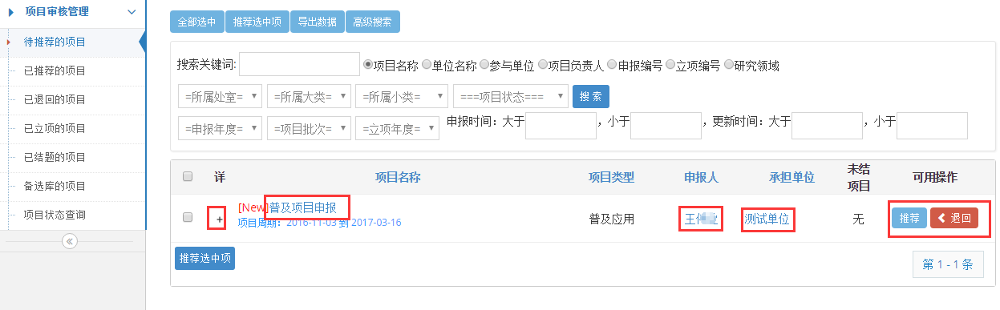 项目审核管理
待推荐的项目
已推荐的项目
已退回的项目
已立项的项目
已结题的项目
备选库的项目
项目状态查询
全部选中 推荐选中项 导出数据 高级搜索
搜索关键词: 项目名称 单位名称 参与单位 项目负责人 申报编号 立项编号 研究领域
=所属处室= =所属大类= =所属小类= ===项目状态=== 搜 索
=申报年度= =项目批次= =立项年度= 申报时间：大于 ，小于 ，更新时间：大于 ，小于
详 项目名称 项目类型 申报人 承担单位 未结项目 可用操作
+ [New]普及项目申报 普及应用 王 测试单位 无 推荐 退回
项目周期：2016-11-03 到 2017-03-16
推荐选中项
第 1 - 1 条